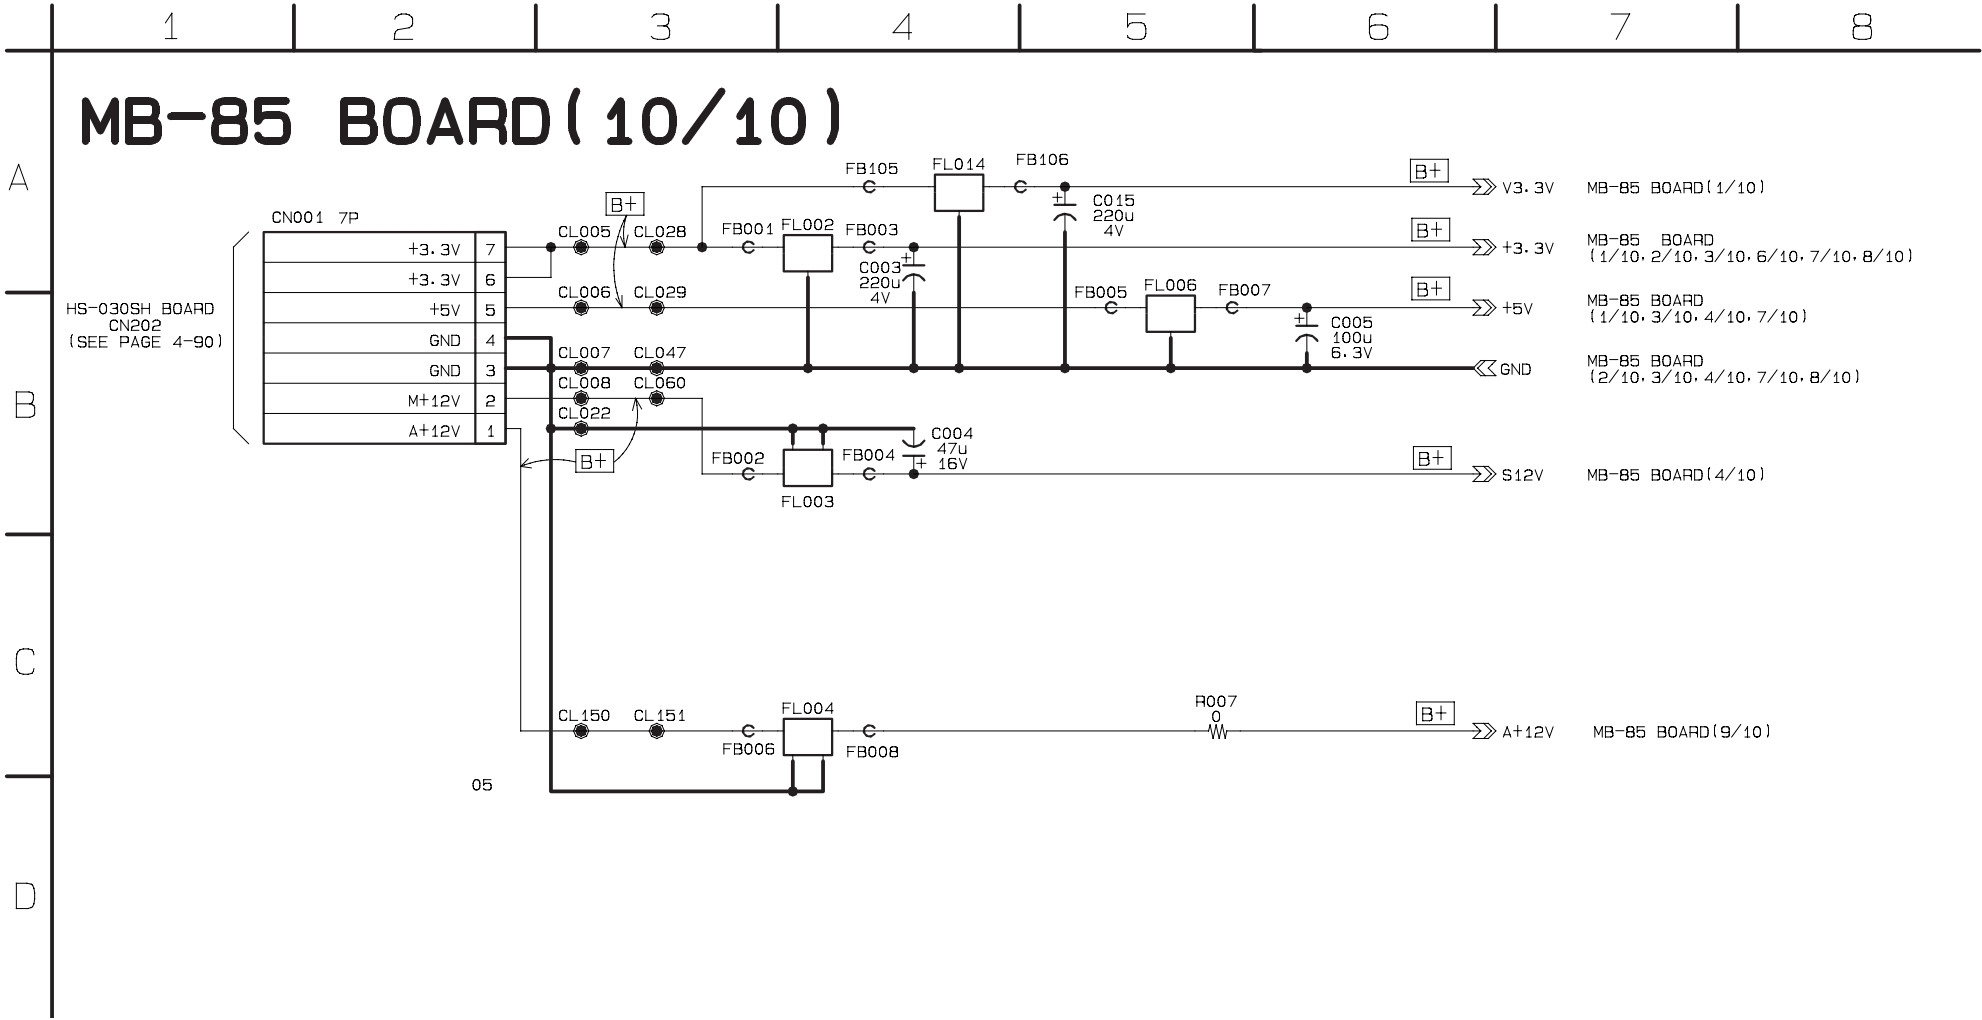 1 2 3 4 5 6 7 8
MB-85 BOARD(10/10)
A
B
C
D
CN001 7P
+3.3V 7
+3.3V 6
+5V 5
GND 4
GND 3
M+12V 2
A+12V 1
HS-030SH BOARD
CN202
(SEE PAGE 4-90)
B+
CL005 CL028
CL006 CL029
CL007 CL047
CL008 CL060
CL022
B+
FB105 FL014 FB106
C015
220u
4V
+
FB001 FL002 FB003
C003
220u
4V
+
FB005 FL006 FB007
C005
100u
6.3V
+
C004
47u
16V
+
FB002 FB004
FL003
CL150 CL151
FL004
FB006 FB008
R007
0
05
B+ V3.3V MB-85 BOARD(1/10)
B+ +3.3V MB-85 BOARD
(1/10,2/10,3/10,6/10,7/10,8/10)
B+ +5V MB-85 BOARD
(1/10,3/10,4/10,7/10)
GND MB-85 BOARD
(2/10,3/10,4/10,7/10,8/10)
B+ S12V MB-85 BOARD(4/10)
B+ A+12V MB-85 BOARD(9/10)